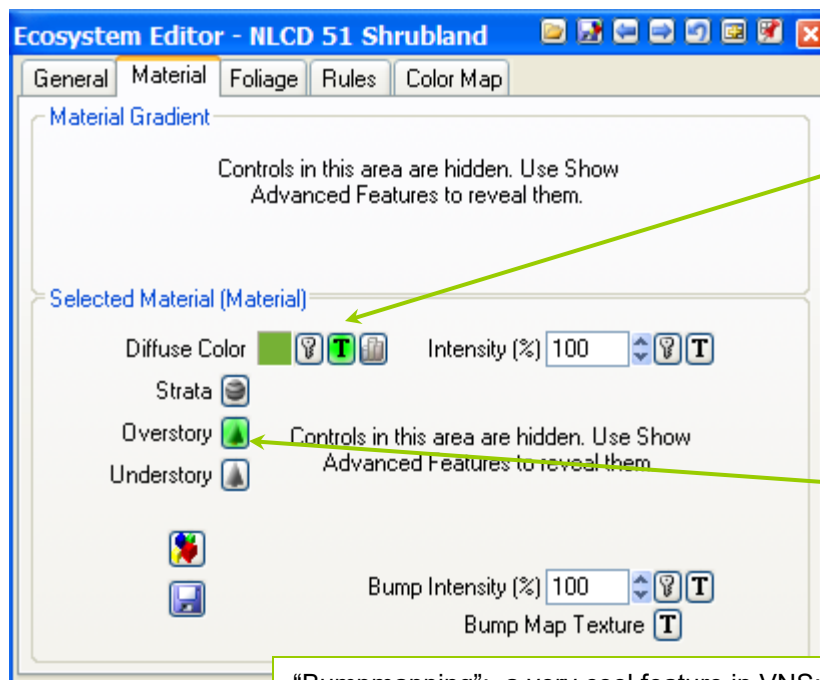 Ecosystem Editor - NLCD 51 Shrubland
General Material Foliage Rules Color Map
Material Gradient
Controls in this area are hidden. Use Show
Advanced Features to reveal them.
Selected Material (Material)
Diffuse Color T Intensity (%) 100 T
Strata
Overstory Controls in this area are hidden. Use Show
Understory Advanced Features to reveal them.
Bump Intensity (%) 100 T
Bump Map Texture T
"Bumpmapping": a very cool feature in VNS: